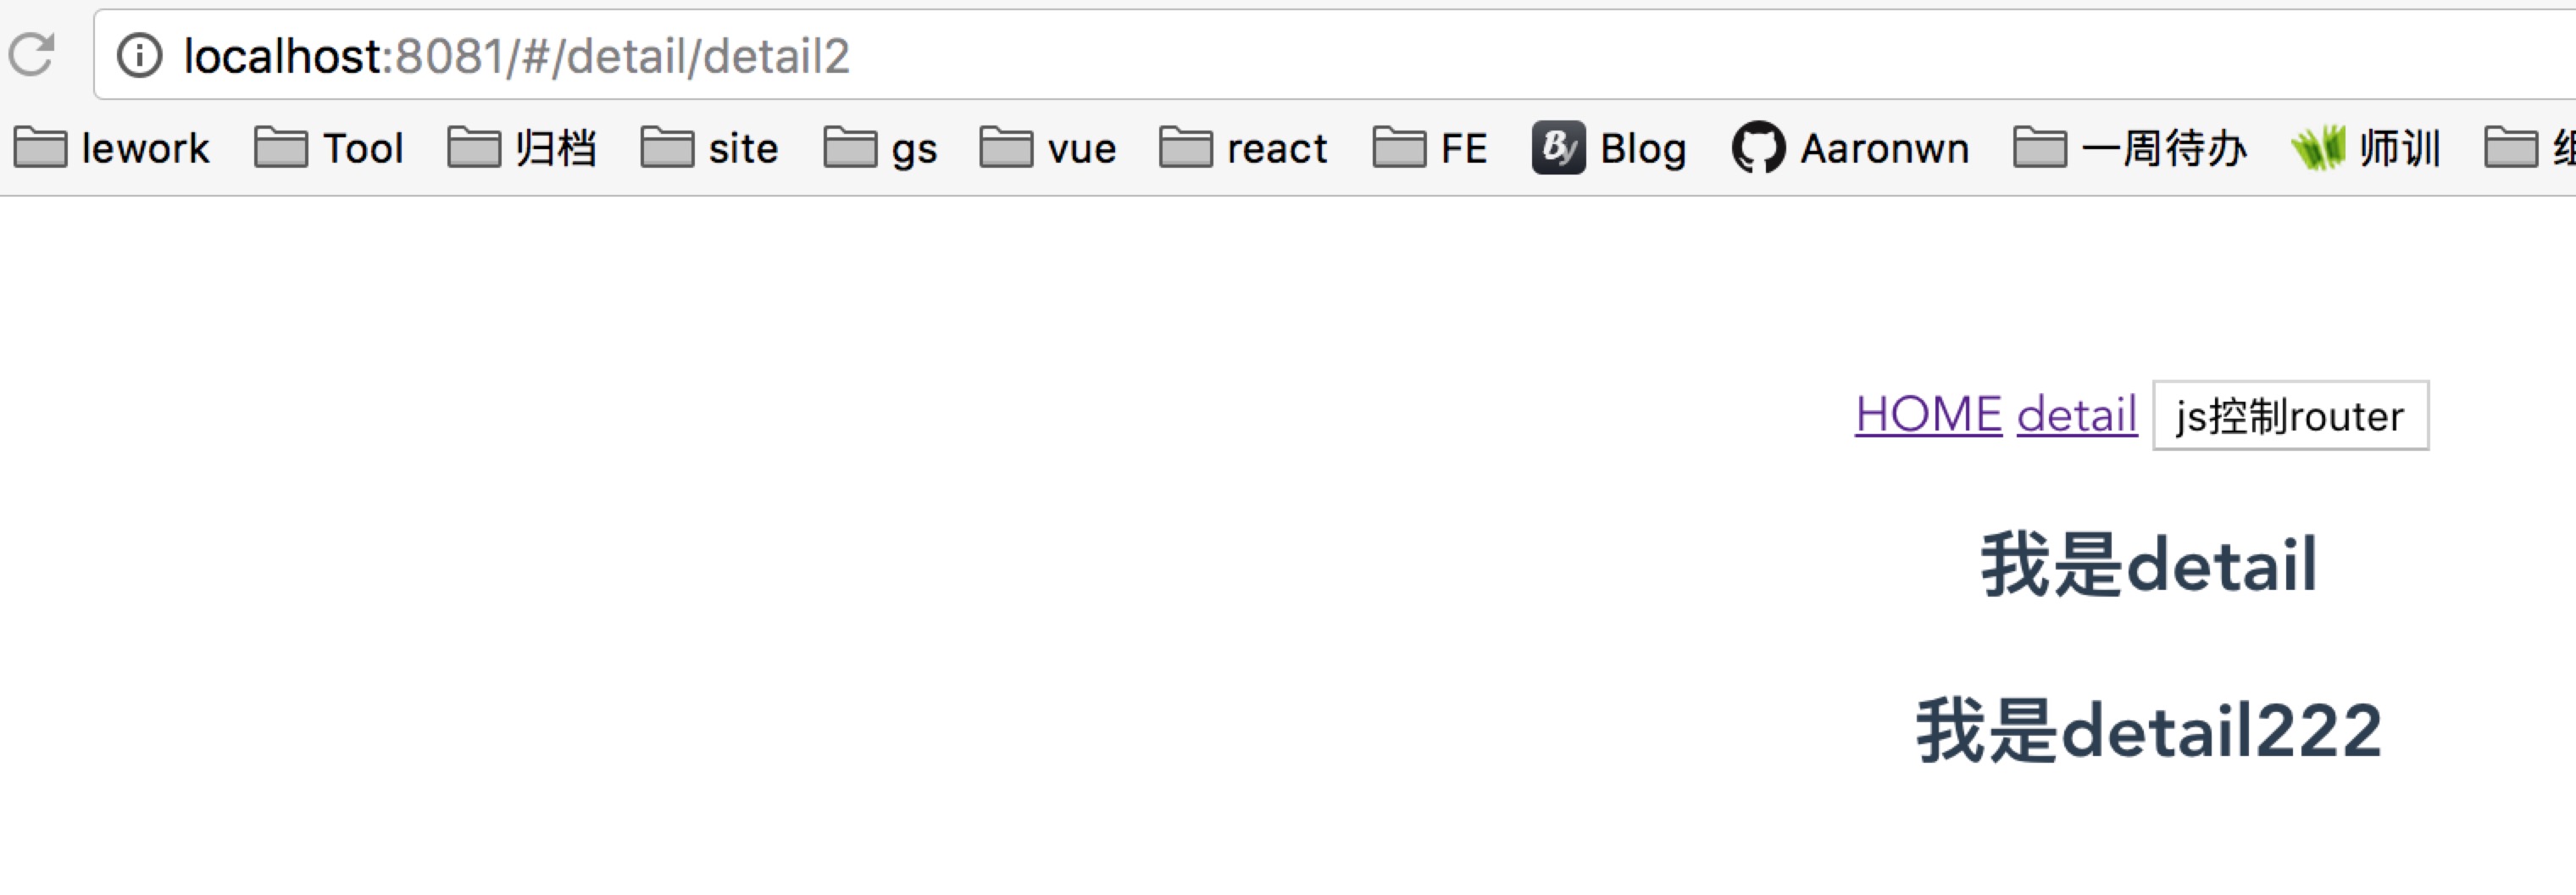 localhost:8081/#/detail/detail2
lework Tool 归档 site gs vue react FE By Blog Aaronwn 一周待办 师训
HOME detail js控制router
我是detail
我是detail222